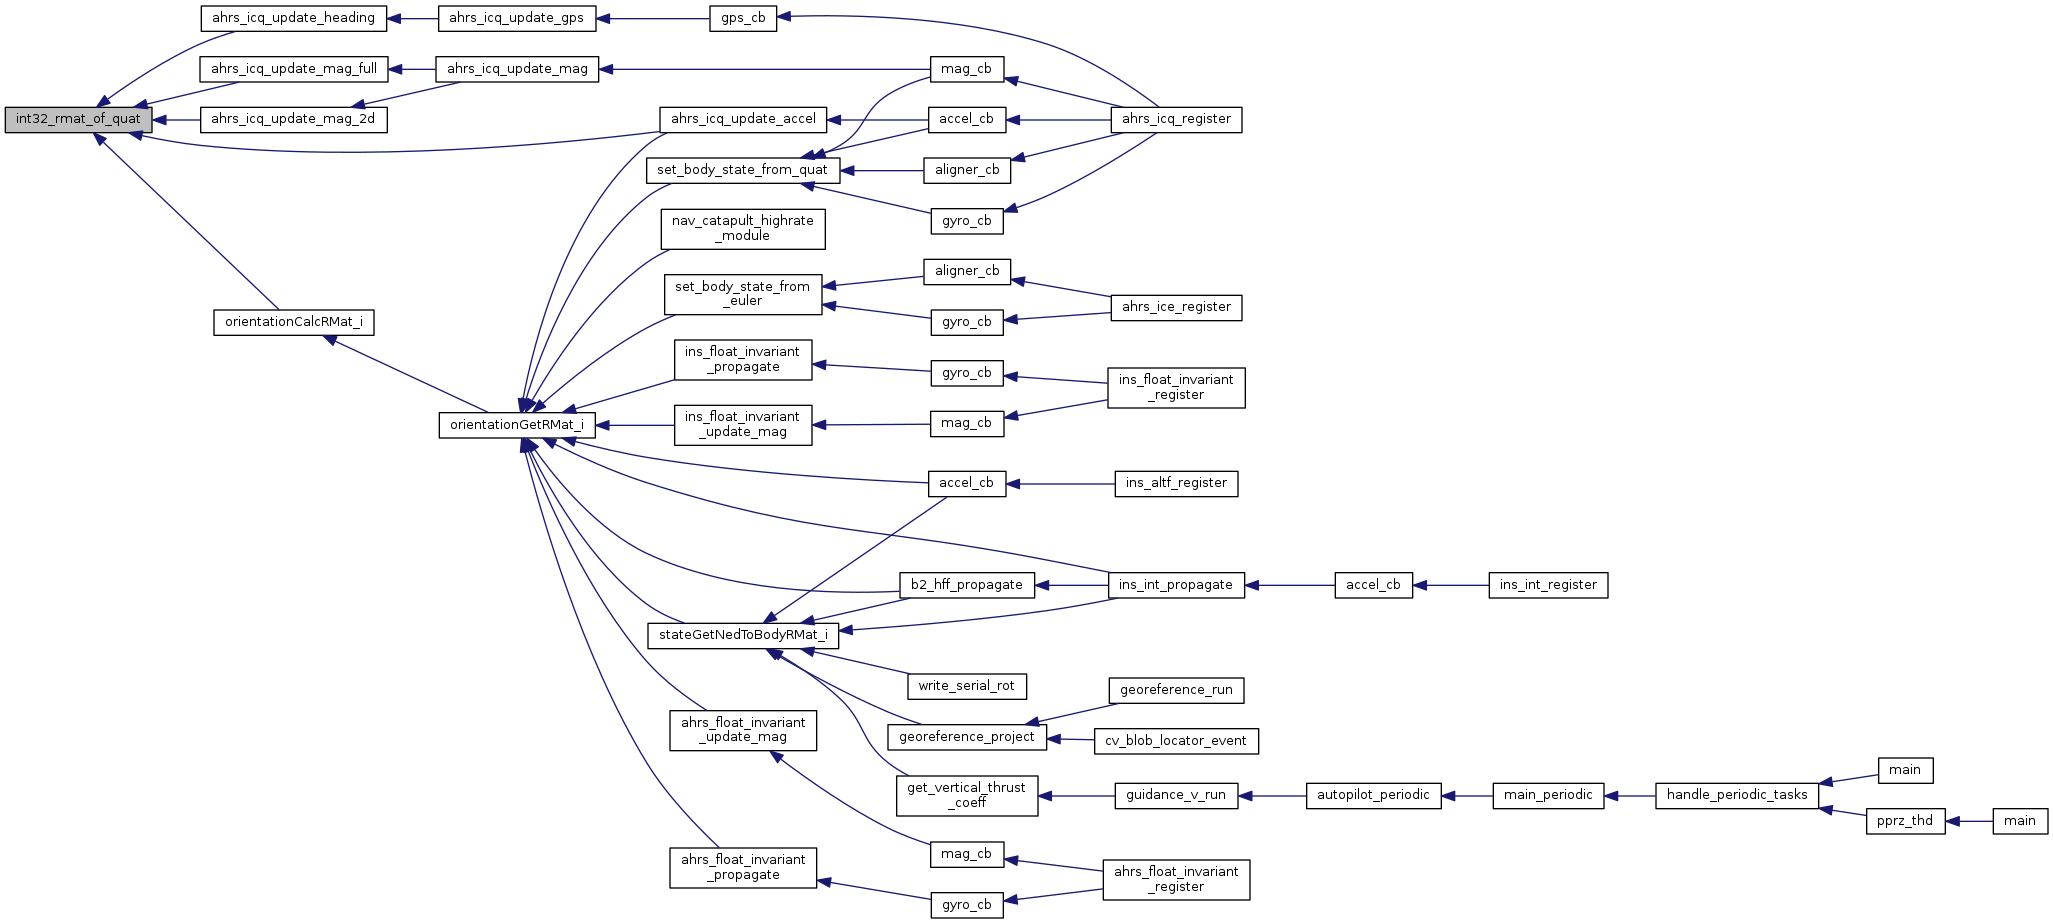 ahrs_icq_update_heading
ahrs_icq_update_gps
gps_cb
ahrs_icq_update_mag_full
ahrs_icq_update_mag
mag_cb
int32_rmat_of_quat
ahrs_icq_update_mag_2d
ahrs_icq_update_accel
accel_cb
ahrs_icq_register
set_body_state_from_quat
aligner_cb
nav_catapult_highrate
_module
gyro_cb
set_body_state_from
_euler
aligner_cb
ahrs_ice_register
orientationCalcRMat_i
gyro_cb
ins_float_invariant
_propagate
gyro_cb
ins_float_invariant
_register
orientationGetRMat_i
ins_float_invariant
_update_mag
mag_cb
accel_cb
ins_altf_register
b2_hff_propagate
ins_int_propagate
accel_cb
ins_int_register
stateGetNedToBodyRMat_i
write_serial_rot
georeference_run
ahrs_float_invariant
_update_mag
georeference_project
cv_blob_locator_event
get_vertical_thrust
_coeff
guidance_v_run
autopilot_periodic
main_periodic
handle_periodic_tasks
main
pprz_thd
main
ahrs_float_invariant
_propagate
mag_cb
ahrs_float_invariant
_register
gyro_cb